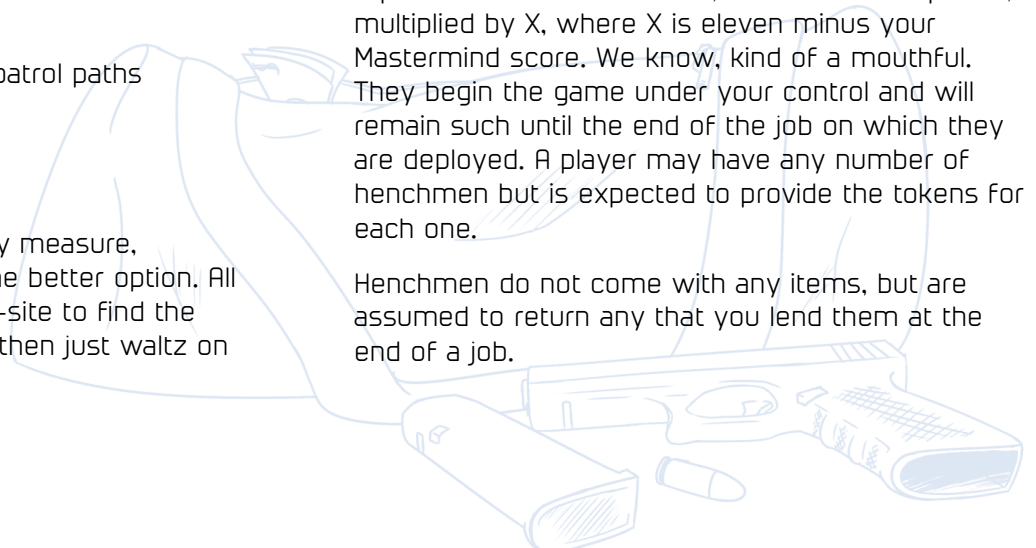 patrol paths
measure,
better option. All
-site to find the
then just waltz on
multiplied by X, where X is eleven minus your
Mastermind score. We know, kind of a mouthful.
They begin the game under your control and will
remain such until the end of the job on which they
are deployed. A player may have any number of
henchmen but is expected to provide the tokens for
each one.
Henchmen do not come with any items, but are
assumed to return any that you lend them at the
end of a job.